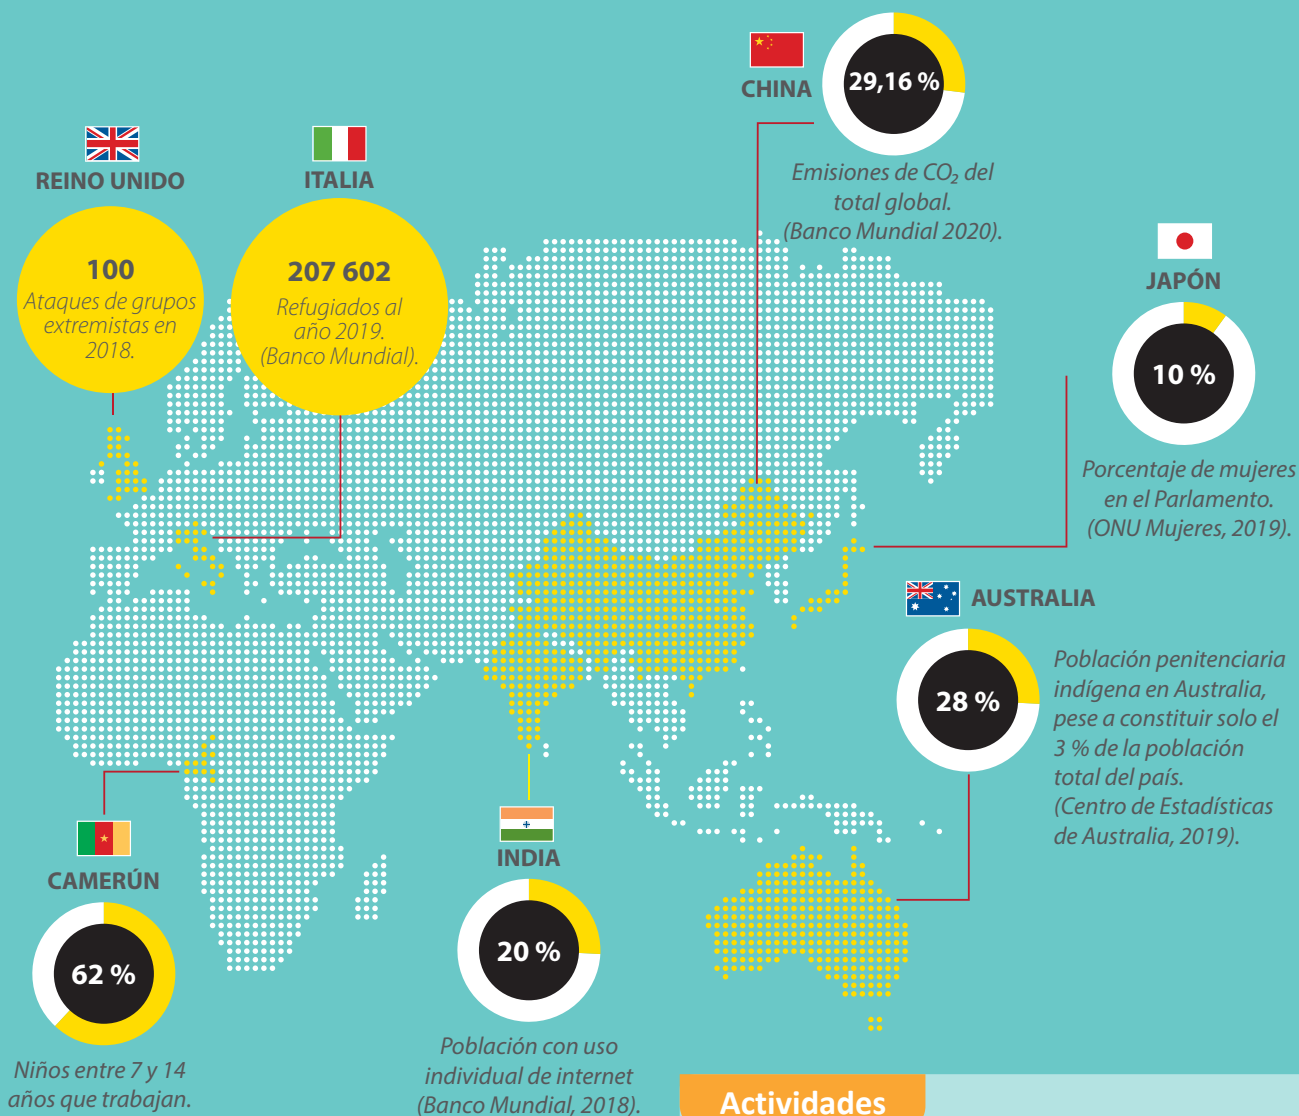 CHINA
29,16 %
Emisiones de CO₂ del
total global.
(Banco Mundial 2020).
REINO UNIDO
100
Ataques de grupos
extremistas en
2018.
ITALIA
207 602
Refugiados al
año 2019.
(Banco Mundial).
JAPÓN
10 %
Porcentaje de mujeres
en el Parlamento.
(ONU Mujeres, 2019).
AUSTRALIA
28 %
Población penitenciaria
indígena en Australia,
pese a constituir solo el
3 % de la población
total del país.
(Centro de Estadísticas
de Australia, 2019).
CAMERÚN
62 %
Niños entre 7 y 14
años que trabajan.
INDIA
20 %
Población con uso
individual de internet
(Banco Mundial, 2018).
Actividades